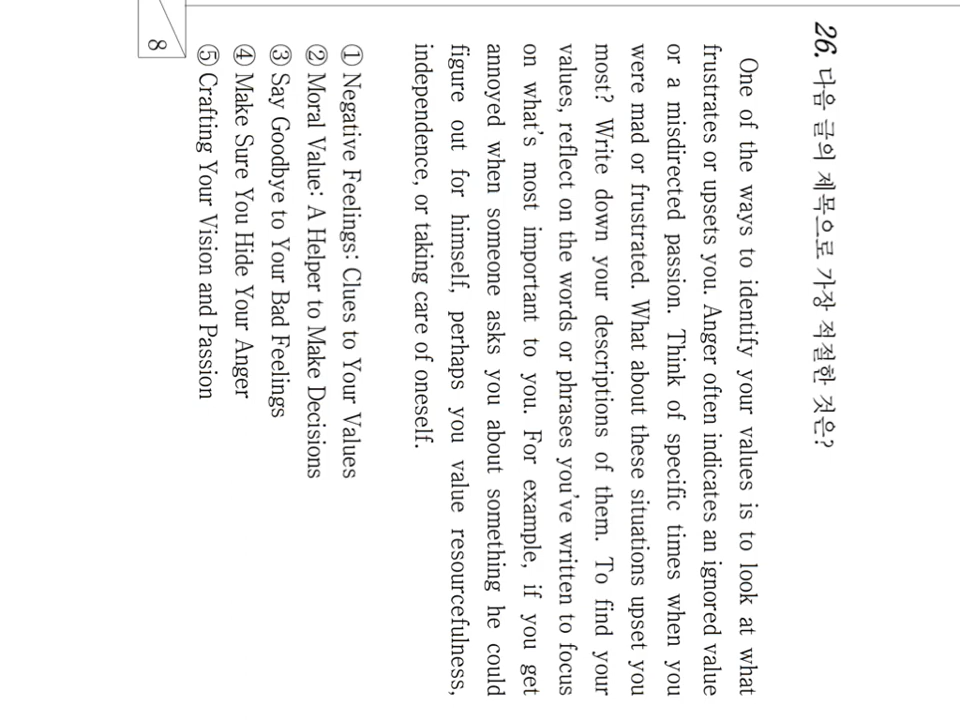 26. 다음 글의 제목으로 가장 적절한 것은?
One of the ways to identify your values is to look at what
frustrates or upsets you. Anger often indicates an ignored value
or a misdirected passion. Think of specific times when you
were mad or frustrated. What about these situations upset you
most? Write down your descriptions of them. To find your
values, reflect on the words or phrases you've written to focus
on what's most important to you. For example, if you get
annoyed when someone asks you about something he could
figure out for himself, perhaps you value resourcefulness,
independence, or taking care of oneself.
① Negative Feelings: Clues to Your Values
② Moral Value: A Helper to Make Decisions
③ Say Goodbye to Your Bad Feelings
④ Make Sure You Hide Your Anger
⑤ Crafting Your Vision and Passion
8